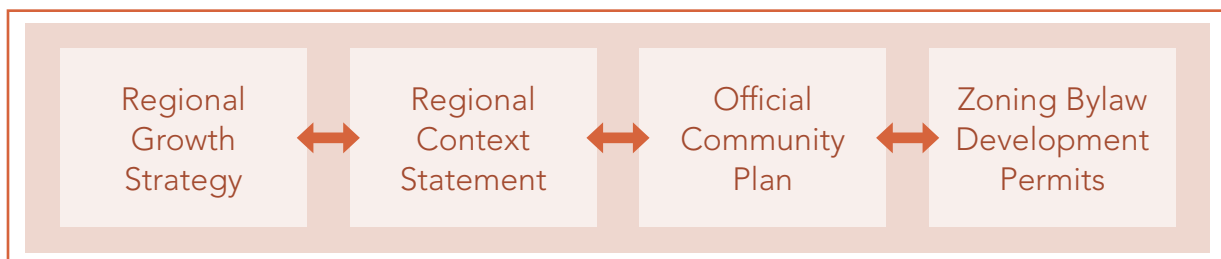 Regional
Growth
Strategy
Regional
Context
Statement
Official
Community
Plan
Zoning Bylaw
Development
Permits